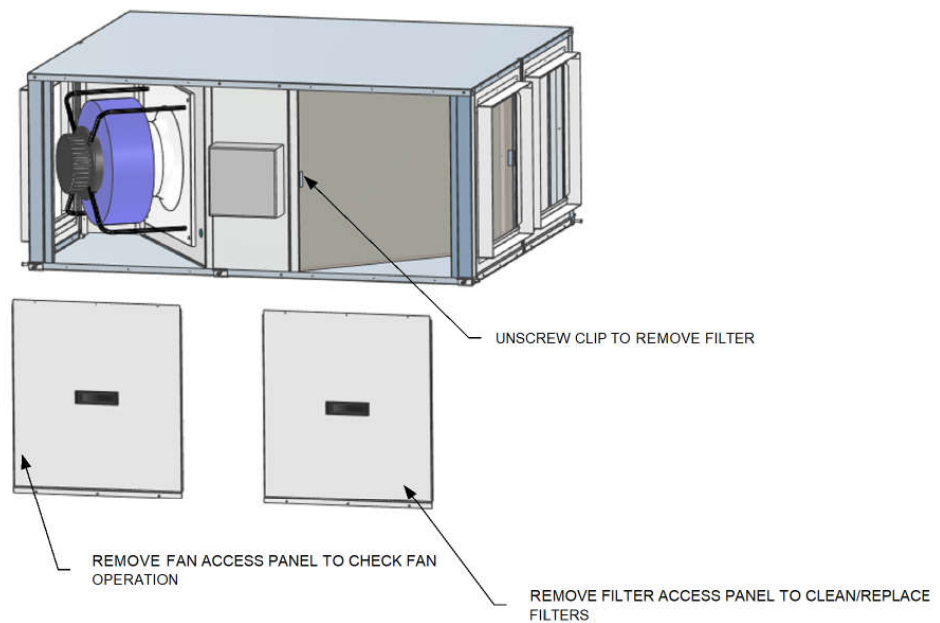 UNSCREW CLIP TO REMOVE FILTER
REMOVE FAN ACCESS PANEL TO CHECK FAN
OPERATION
REMOVE FILTER ACCESS PANEL TO CLEAN/REPLACE
FILTERS